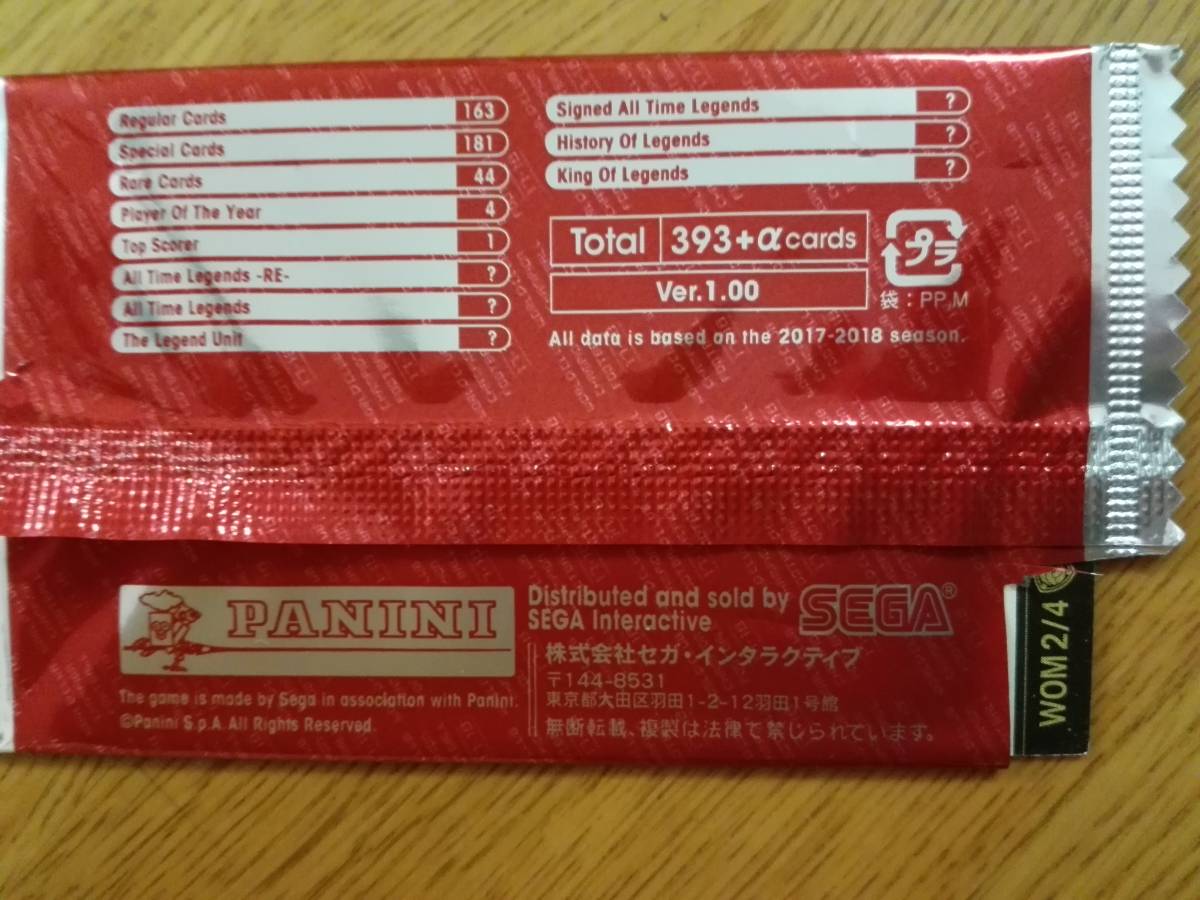 Regular Cards 163
Special Cards 181
Rare Cards 44
Player Of The Year 4
Top Scorer 1
All Time Legends -RE- ?
All Time Legends ?
The Legend Unit ?
Signed All Time Legends ?
History Of Legends ?
King Of Legends ?
Total 393+αcards
Ver.1.00
プラ
袋：PP,M
All data is based on the 2017-2018 season.
PANINI
The game is made by Sega in association with Panini.
©Panini S.p.A. All Rights Reserved.
Distributed and sold by
SEGA Interactive
SEGA®
株式会社セガ・インタラクティブ
〒144-8531
東京都大田区羽田1-2-12羽田1号館
無断転載、複製は法律で禁じられています。
WOM 2/4